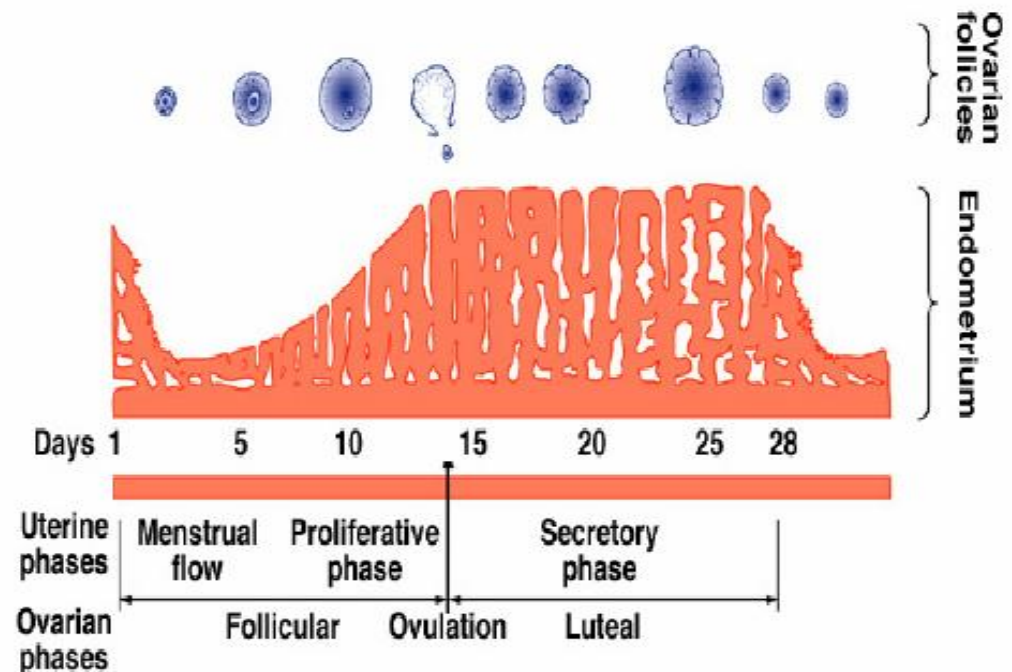 Ovarian
follicles
Endometrium
Days 1 5 10 15 20 25 28
Uterine
phases
Menstrual
flow
Proliferative
phase
Secretory
phase
Ovarian
phases
Follicular Ovulation Luteal